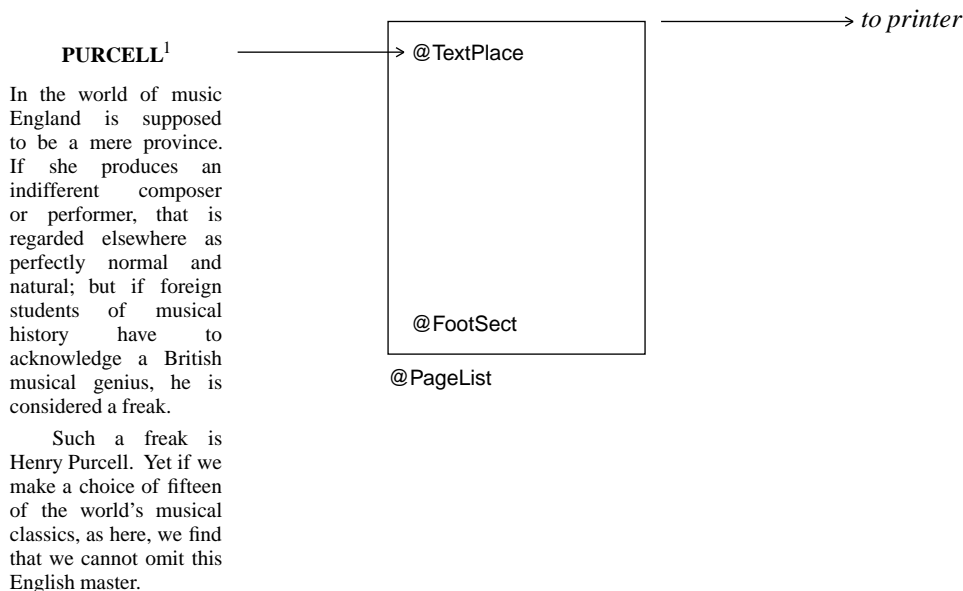 to printer
PURCELL1
@TextPlace
In the world of music
England is supposed
to be a mere province.
If she produces an
indifferent composer
or performer, that is
regarded elsewhere as
perfectly normal and
natural; but if foreign
students of musical
history have to
acknowledge a British
musical genius, he is
considered a freak.
Such a freak is
Henry Purcell. Yet if we
make a choice of fifteen
of the world's musical
classics, as here, we find
that we cannot omit this
English master.
@FootSect
@PageList